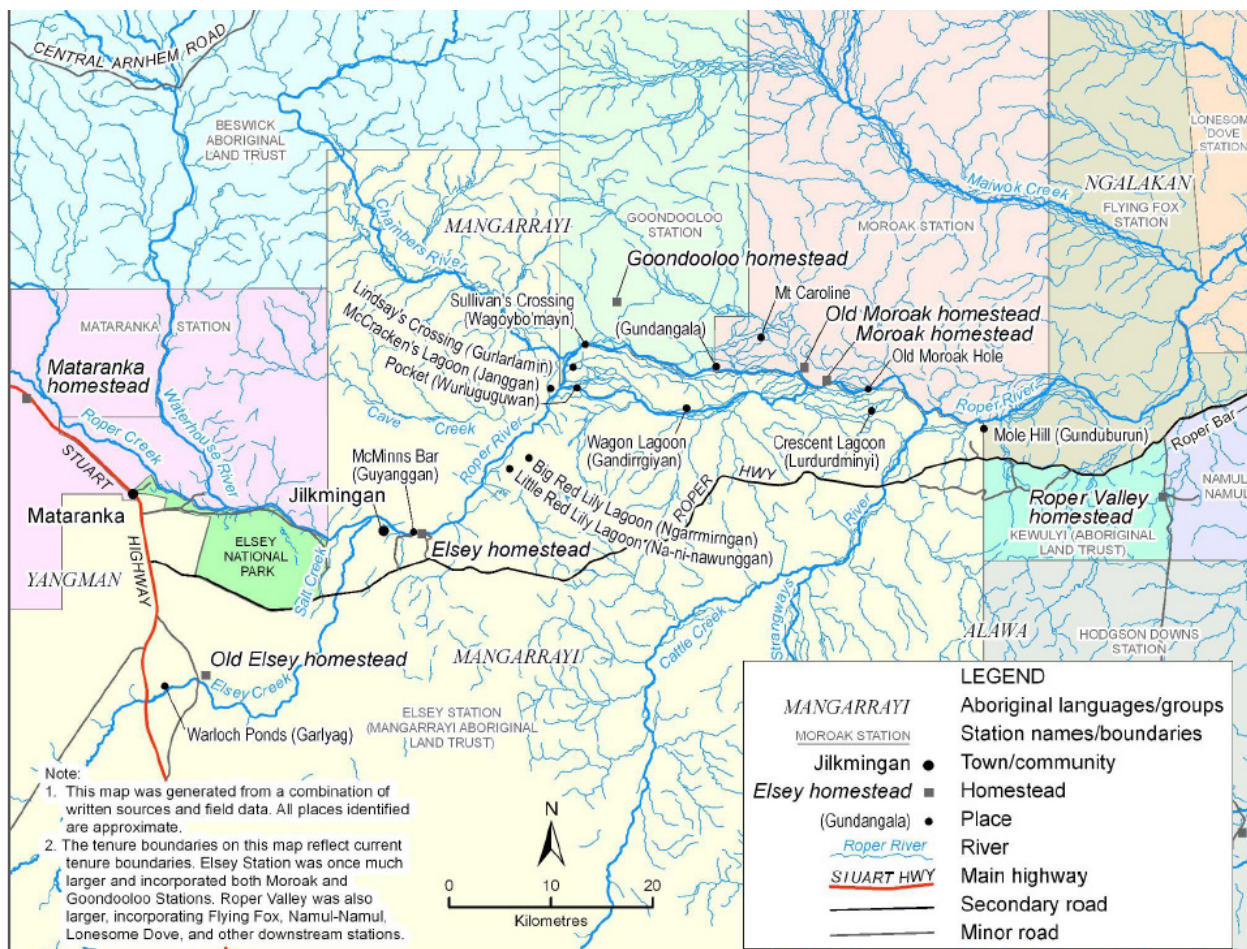 CENTRAL ARNHEM ROAD
BESWICK
ABORIGINAL
LAND TRUST
MANGARRAYI
Chambers River
GOONDOOLOO
STATION
Goondooloo homestead
MOROAK STATION
Maiwok Creek
NGALAKAN
FLYING FOX
STATION
LONESOME
DOVE
STATION
Mt Caroline
Old Moroak homestead
Moroak homestead
Old Moroak Hole
(Gundangala)
Sullivan's Crossing
(Wagoybo'mayn)
Lindsay's Crossing (Gurlarlamin)
McCracken's Lagoon (Janggan)
Pocket (Wurluguguwan)
MATARANKA STATION
Mataranka
homestead
Roper Creek
Waterhouse River
Cave Creek
Roper River
Wagon Lagoon
(Gandirrgiyan)
Crescent Lagoon
(Lurdurdminyi)
Roper River
Mole Hill (Gunduburun)
Roper Bar
STUART
HIGHWAY
Mataranka
McMinns Bar
(Guyanggan)
Jilkmingan
Elsey homestead
Big Red Lily Lagoon (Ngarrmirngan)
Little Red Lily Lagoon (Na-ni-nawunggan)
ROPER HWY
River
Roper Valley
homestead
KEWULYI (ABORIGINAL
LAND TRUST)
NAMUL
NAMUL
ELSEY
NATIONAL
PARK
YANGMAN
Salt Creek
Old Elsey homestead
Elsey Creek
Warloch Ponds (Garlyag)
MANGARRAYI
Cattle Creek
Strangways
ALAWA
HODGSON DOWNS
STATION
ELSEY STATION
(MANGARRAYI ABORIGINAL
LAND TRUST)
Note:
1. This map was generated from a combination of
written sources and field data. All places identified
are approximate.
2. The tenure boundaries on this map reflect current
tenure boundaries. Elsey Station was once much
larger and incorporated both Moroak and
Goondooloo Stations. Roper Valley was also
larger, incorporating Flying Fox, Namul-Namul,
Lonesome Dove, and other downstream stations.
N
0 10 20
Kilometres
LEGEND
MANGARRAYI Aboriginal languages/groups
MOROAK STATION Station names/boundaries
Jilkmingan Town/community
Elsey homestead Homestead
(Gundangala) Place
Roper River River
STUART HWY Main highway
Secondary road
Minor road